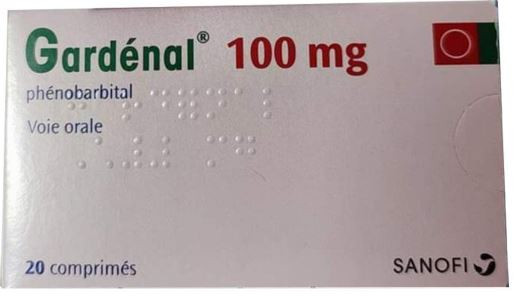 Gardénal® 100 mg
phénobarbital
Voie orale
20 comprimés
SANOFI